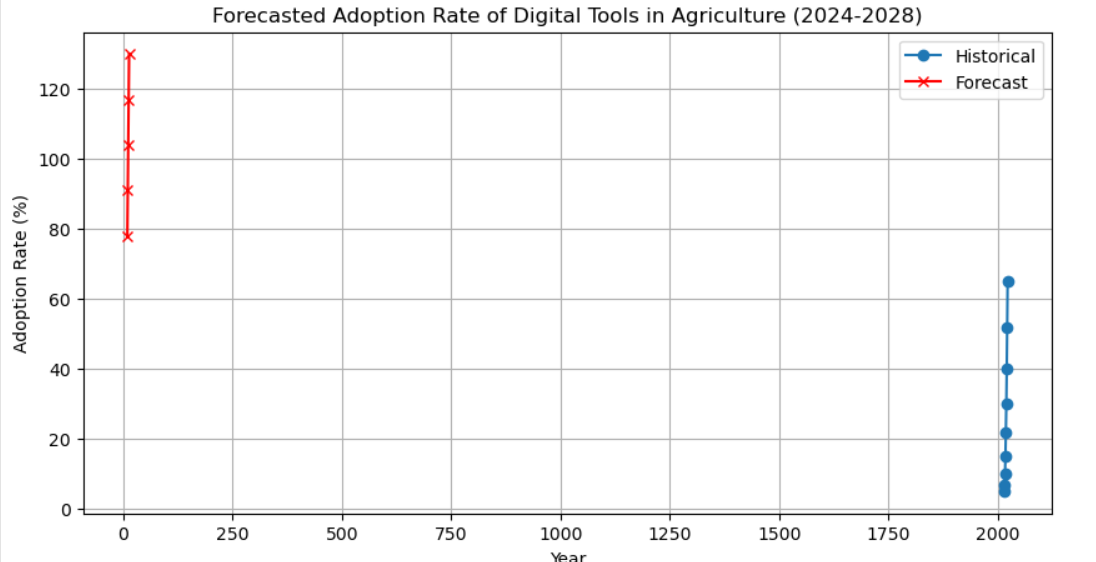 Forecasted Adoption Rate of Digital Tools in Agriculture (2024-2028)
Historical
Forecast
Adoption Rate (%)
120
100
80
60
40
20
0
0 250 500 750 1000 1250 1500 1750 2000
Year